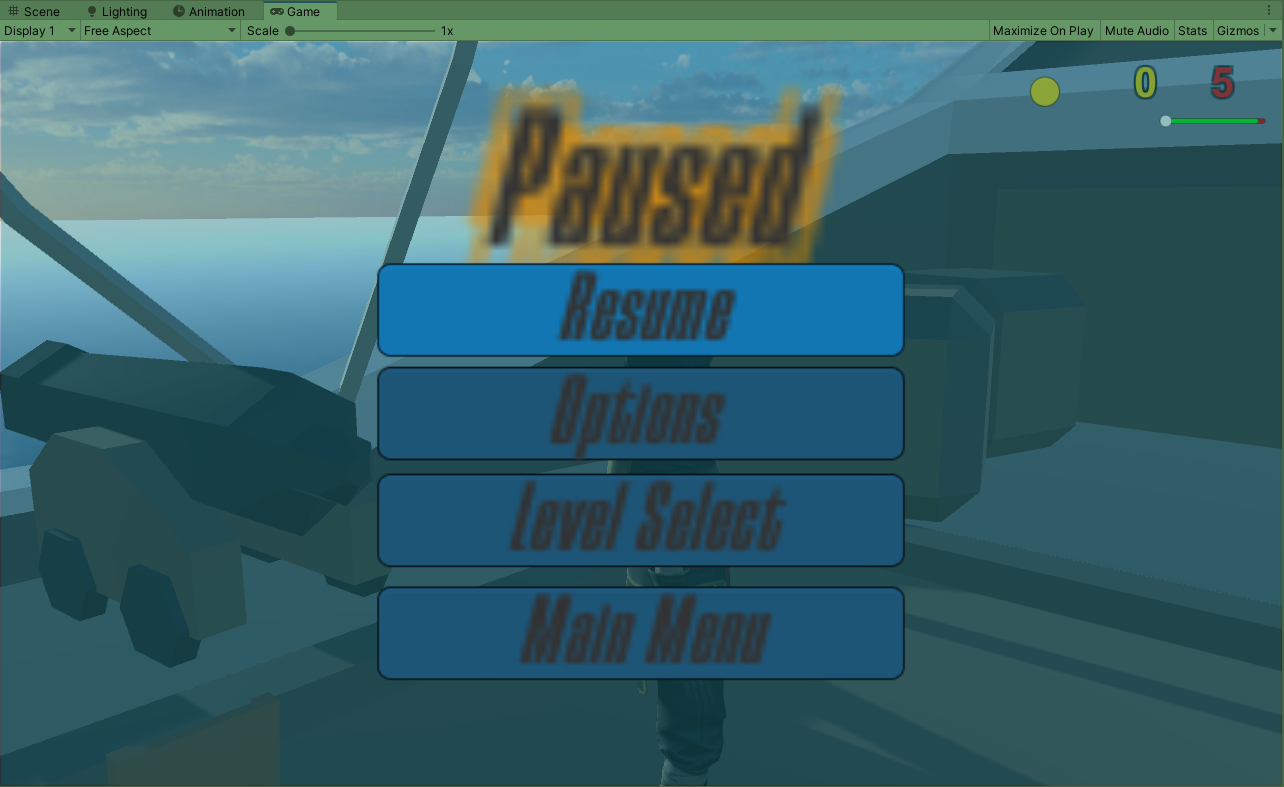 Scene Lighting Animation Game
Display 1 Free Aspect Scale 1x Maximize On Play Mute Audio Stats Gizmos
0 5
Paused
Resume
Options
Level Select
Main Menu